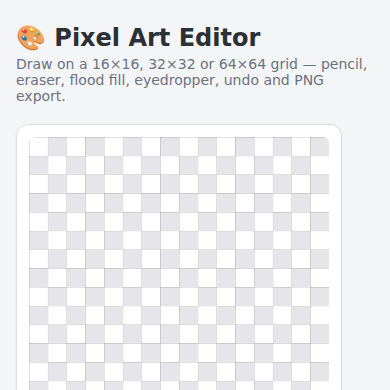 🎨 Pixel Art Editor
Draw on a 16×16, 32×32 or 64×64 grid — pencil,
eraser, flood fill, eyedropper, undo and PNG
export.